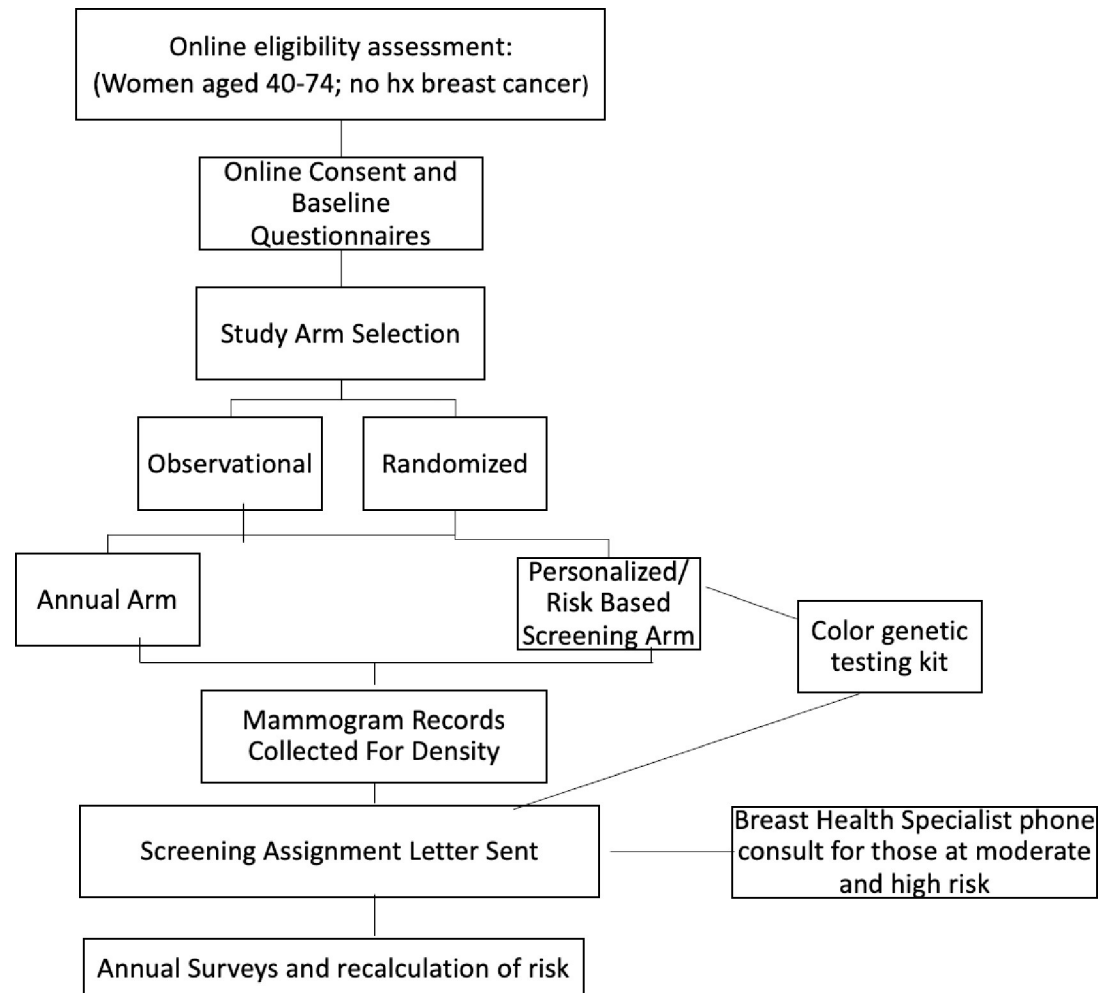 Online eligibility assessment:
(Women aged 40-74; no hx breast cancer)
Online Consent and
Baseline
Questionnaires
Study Arm Selection
Observational
Randomized
Annual Arm
Personalized/
Risk Based
Screening Arm
Color genetic
testing kit
Mammogram Records
Collected For Density
Screening Assignment Letter Sent
Breast Health Specialist phone
consult for those at moderate
and high risk
Annual Surveys and recalculation of risk